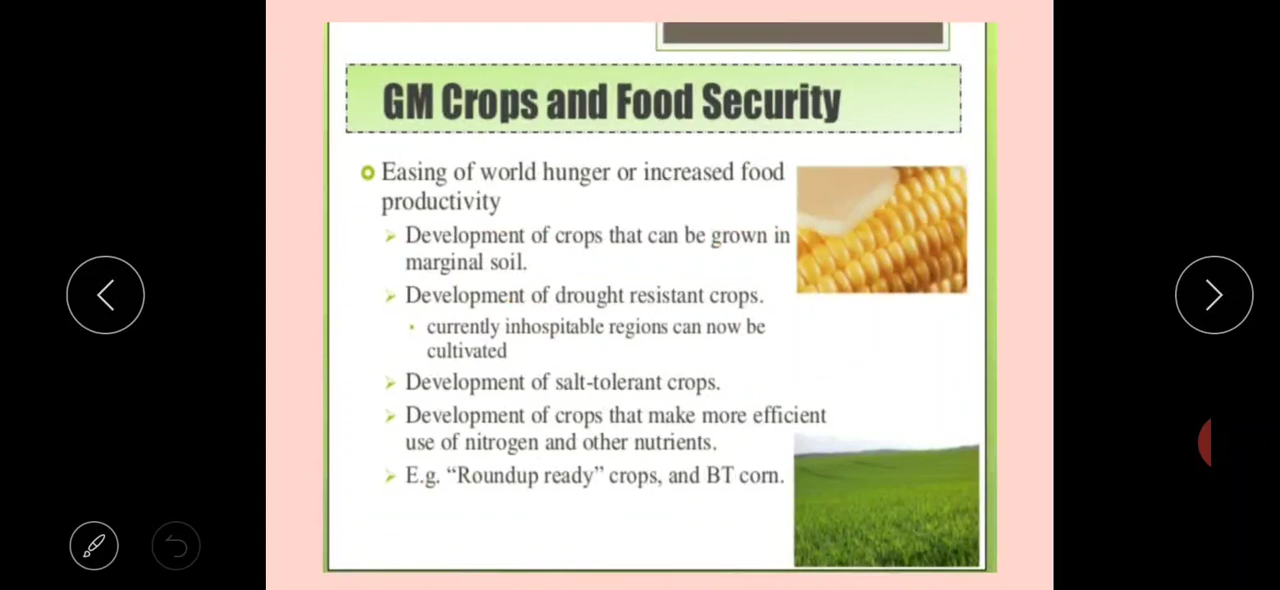 GM Crops and Food Security
Easing of world hunger or increased food
productivity
Development of crops that can be grown in
marginal soil.
Development of drought resistant crops.
currently inhospitable regions can now be
cultivated
Development of salt-tolerant crops.
Development of crops that make more efficient
use of nitrogen and other nutrients.
E.g. “Roundup ready” crops, and BT corn.